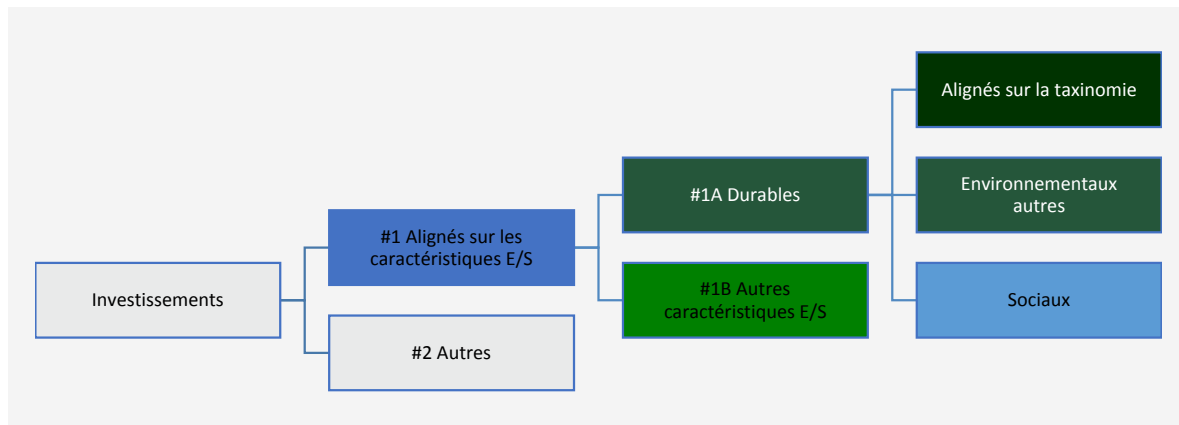 Investissements
#1 Alignés sur les
caractéristiques E/S
#2 Autres
#1A Durables
#1B Autres
caractéristiques E/S
Alignés sur la taxinomie
Environnementaux
autres
Sociaux